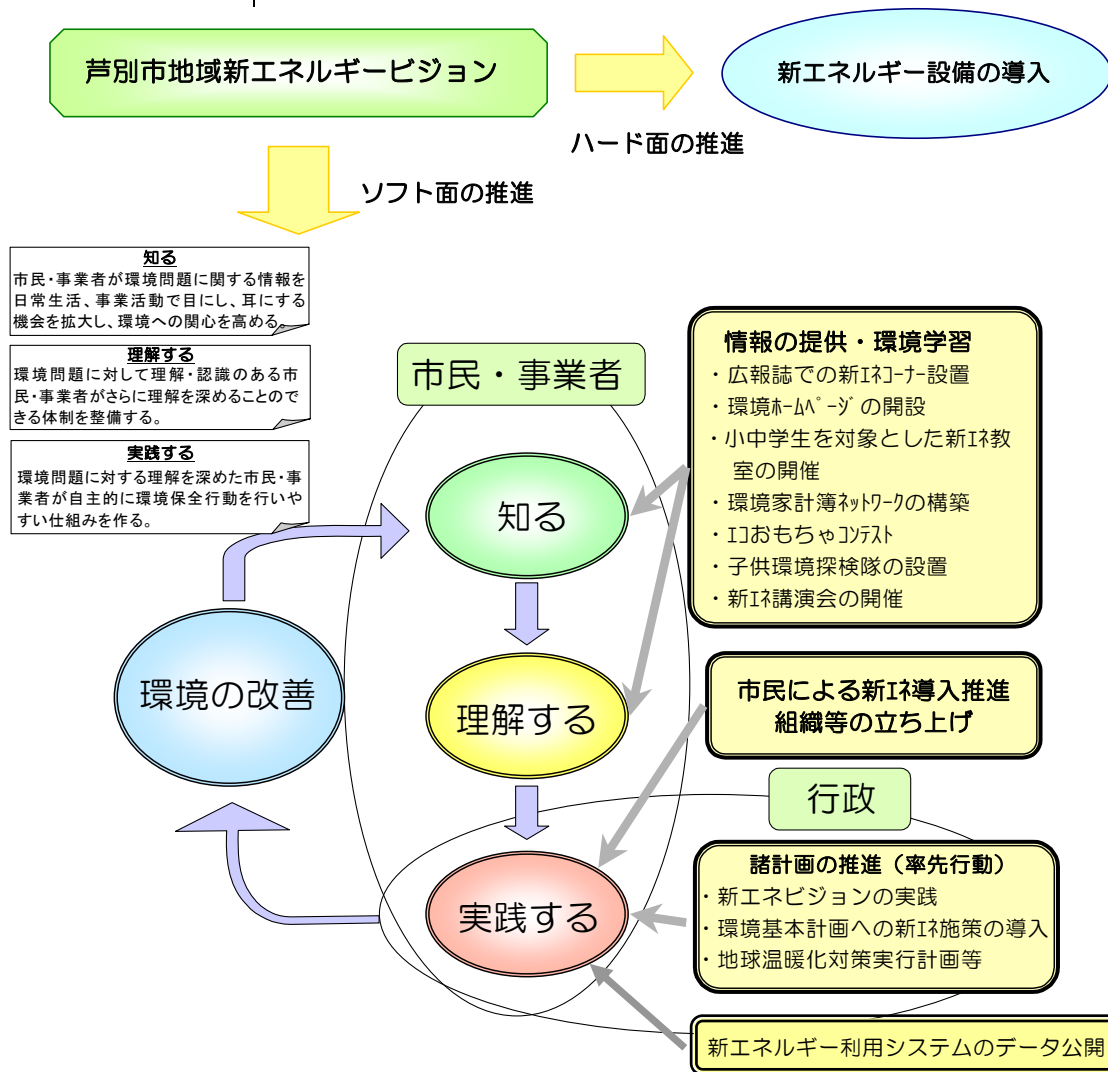 芦別市地域新エネルギービジョン
新エネルギー設備の導入
ハード面の推進
ソフト面の推進
知る
市民・事業者が環境問題に関する情報を
日常生活、事業活動で目にし、耳にする
機会を拡大し、環境への関心を高める。
理解する
環境問題に対して理解・認識のある市
民・事業者がさらに理解を深めることので
きる体制を整備する。
実践する
環境問題に対する理解を深めた市民・事
業者が自主的に環境保全行動を行いや
すい仕組みを作る。
市民・事業者
知る
理解する
実践する
環境の改善
情報の提供・環境学習
・広報誌での新ｴﾈｺｰﾅｰ設置
・環境ﾎｰﾑﾍﾟｰｼﾞの開設
・小中学生を対象とした新ｴﾈ教
室の開催
・環境家計簿ﾈｯﾄﾜｰｸの構築
・ｴｺおもちゃｺﾝﾃｽﾄ
・子供環境探検隊の設置
・新ｴﾈ講演会の開催
市民による新ｴﾈ導入推進
組織等の立ち上げ
行政
諸計画の推進（率先行動）
・新エネビジョンの実践
・環境基本計画への新ｴﾈ施策の導入
・地球温暖化対策実行計画等
新エネルギー利用システムのデータ公開